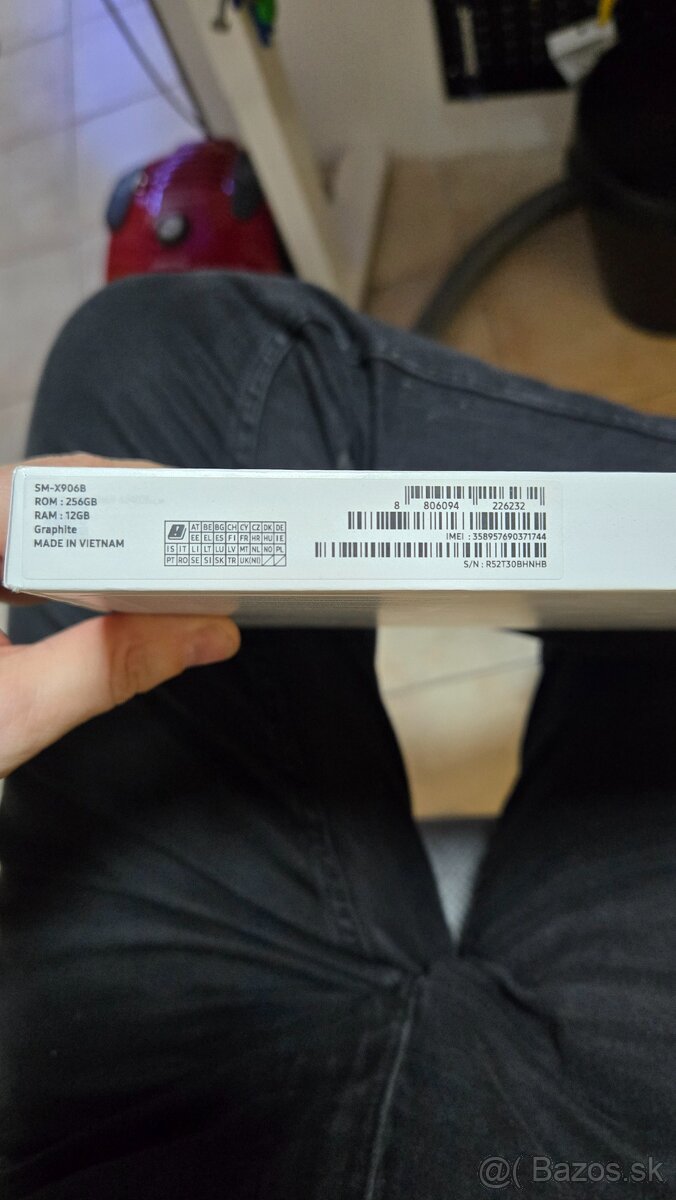 SM-X906B
ROM : 256GB
RAM : 12GB
Graphite
MADE IN VIETNAM
AT BE BG CH CY CZ DK DE
EE EL ES FI FR HR HU IE
IS IT LI LT LU LV MT NL NO PL
PT RO SE SI SK TR UK(NI)
8 806094 226232
IMEI : 358957690371744
S/N : R52T30BHNHB
@( Bazos.sk